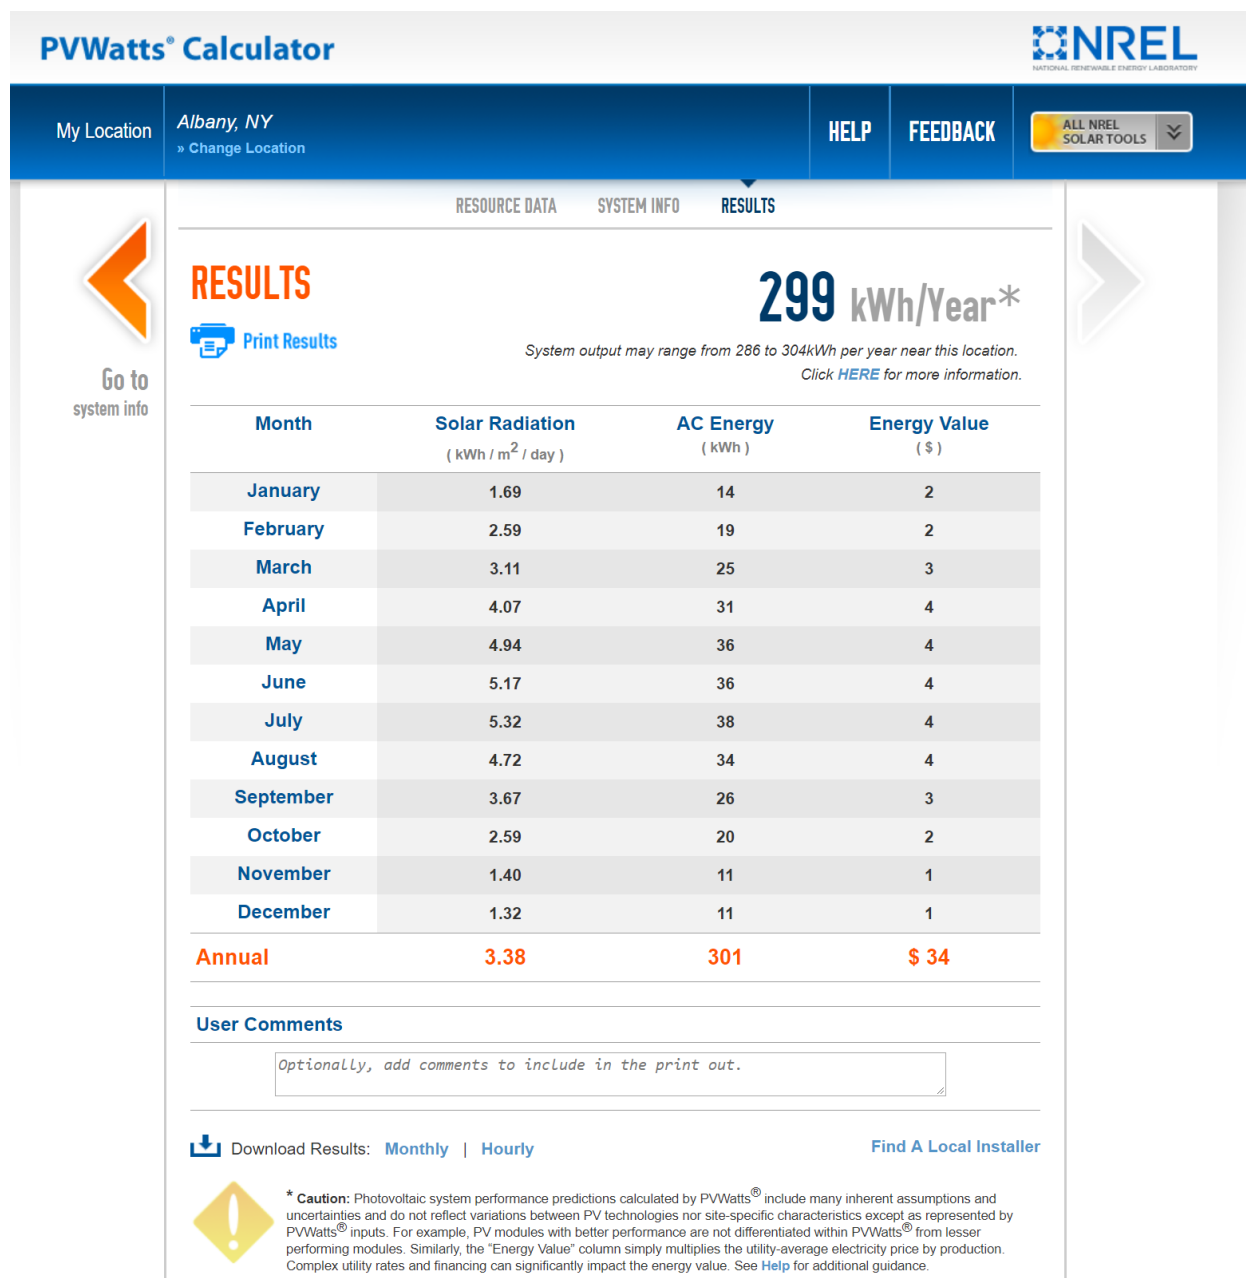 PVWatts® Calculator
NREL
NATIONAL RENEWABLE ENERGY LABORATORY
My Location
Albany, NY
» Change Location
HELP
FEEDBACK
ALL NREL
SOLAR TOOLS
RESOURCE DATA SYSTEM INFO RESULTS
Go to
system info
RESULTS
Print Results
299 kWh/Year*
System output may range from 286 to 304kWh per year near this location.
Click HERE for more information.
Month Solar Radiation AC Energy Energy Value
( kWh / m² / day ) ( kWh ) ( $ )
January 1.69 14 2
February 2.59 19 2
March 3.11 25 3
April 4.07 31 4
May 4.94 36 4
June 5.17 36 4
July 5.32 38 4
August 4.72 34 4
September 3.67 26 3
October 2.59 20 2
November 1.40 11 1
December 1.32 11 1
Annual 3.38 301 $ 34
User Comments
Optionally, add comments to include in the print out.
Download Results: Monthly | Hourly
Find A Local Installer
* Caution: Photovoltaic system performance predictions calculated by PVWatts® include many inherent assumptions and
uncertainties and do not reflect variations between PV technologies nor site-specific characteristics except as represented by
PVWatts® inputs. For example, PV modules with better performance are not differentiated within PVWatts® from lesser
performing modules. Similarly, the “Energy Value” column simply multiplies the utility-average electricity price by production.
Complex utility rates and financing can significantly impact the energy value. See Help for additional guidance.